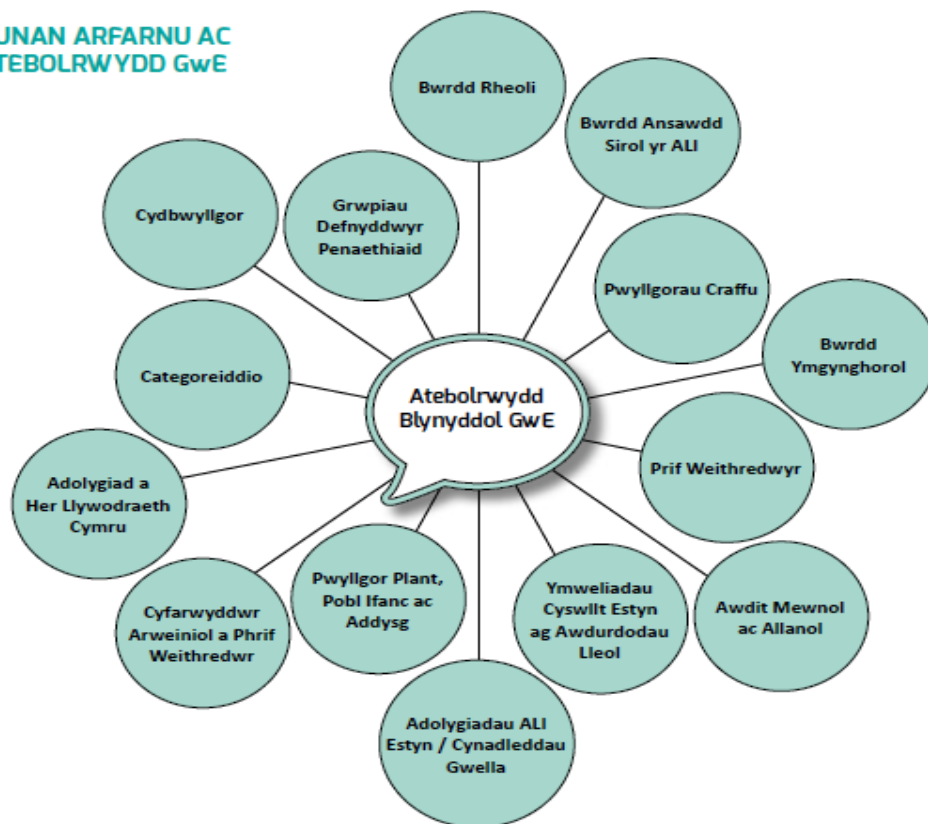 UNAN ARFARNU AC
TEBOLRWYDD GwE
Bwrdd Rheoli
Bwrdd Ansawdd
Sirol yr ALI
Cydbwyllgor
Grwpiau
Defnyddwyr
Penaethiaid
Pwyllgorau Craffu
Categoreiddio
Atebolrwydd
Blynyddol GwE
Bwrdd
Ymgynghorol
Prif Weithredwyr
Adolygiad a
Her Llywodraeth
Cymru
Cyfarwyddwr
Arweiniol a Phrif
Weithredwr
Pwyllgor Plant,
Pobl Ifanc ac
Addysg
Ymweliadau
Cyswllt Estyn
ag Awdurdodau
Lleol
Awdit Mewnol
ac Allanol
Adolygiadau ALI
Estyn / Cynadleddau
Gwella